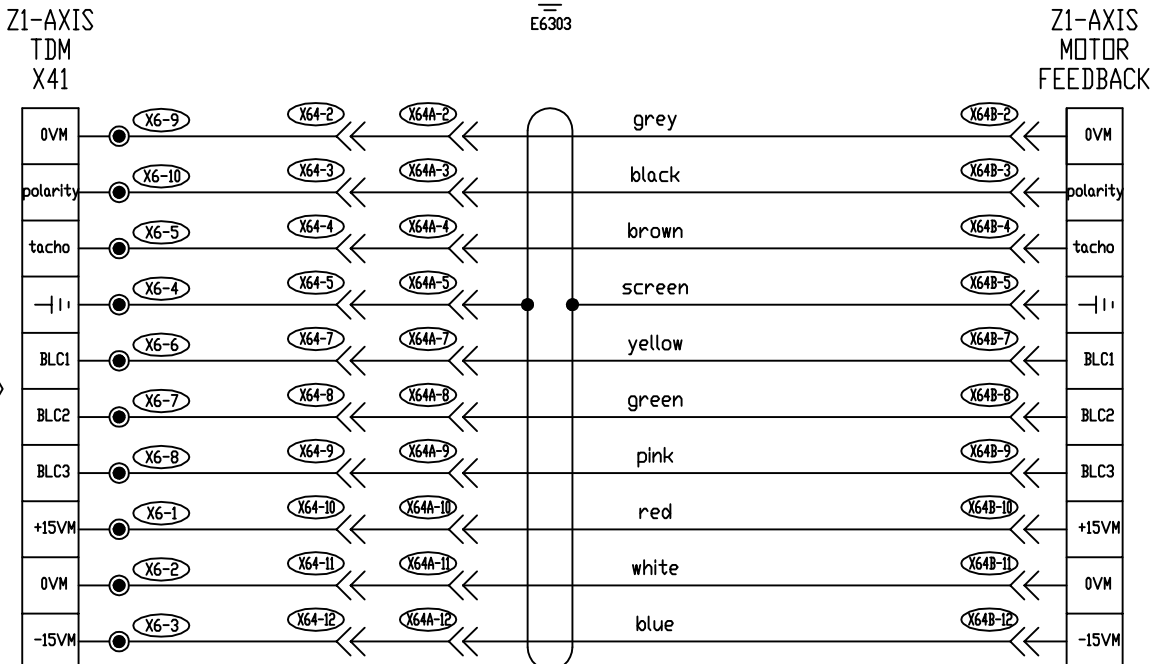 E6303
Z1-AXIS
TDM
X41
Z1-AXIS
MOTOR
FEEDBACK
0VM X6-9 X64-2 X64A-2 grey X64B-2 0VM
polarity X6-10 X64-3 X64A-3 black X64B-3 polarity
tacho X6-5 X64-4 X64A-4 brown X64B-4 tacho
X6-4 X64-5 X64A-5 screen X64B-5
BLC1 X6-6 X64-7 X64A-7 yellow X64B-7 BLC1
BLC2 X6-7 X64-8 X64A-8 green X64B-8 BLC2
BLC3 X6-8 X64-9 X64A-9 pink X64B-9 BLC3
+15VM X6-1 X64-10 X64A-10 red X64B-10 +15VM
0VM X6-2 X64-11 X64A-11 white X64B-11 0VM
-15VM X6-3 X64-12 X64A-12 blue X64B-12 -15VM